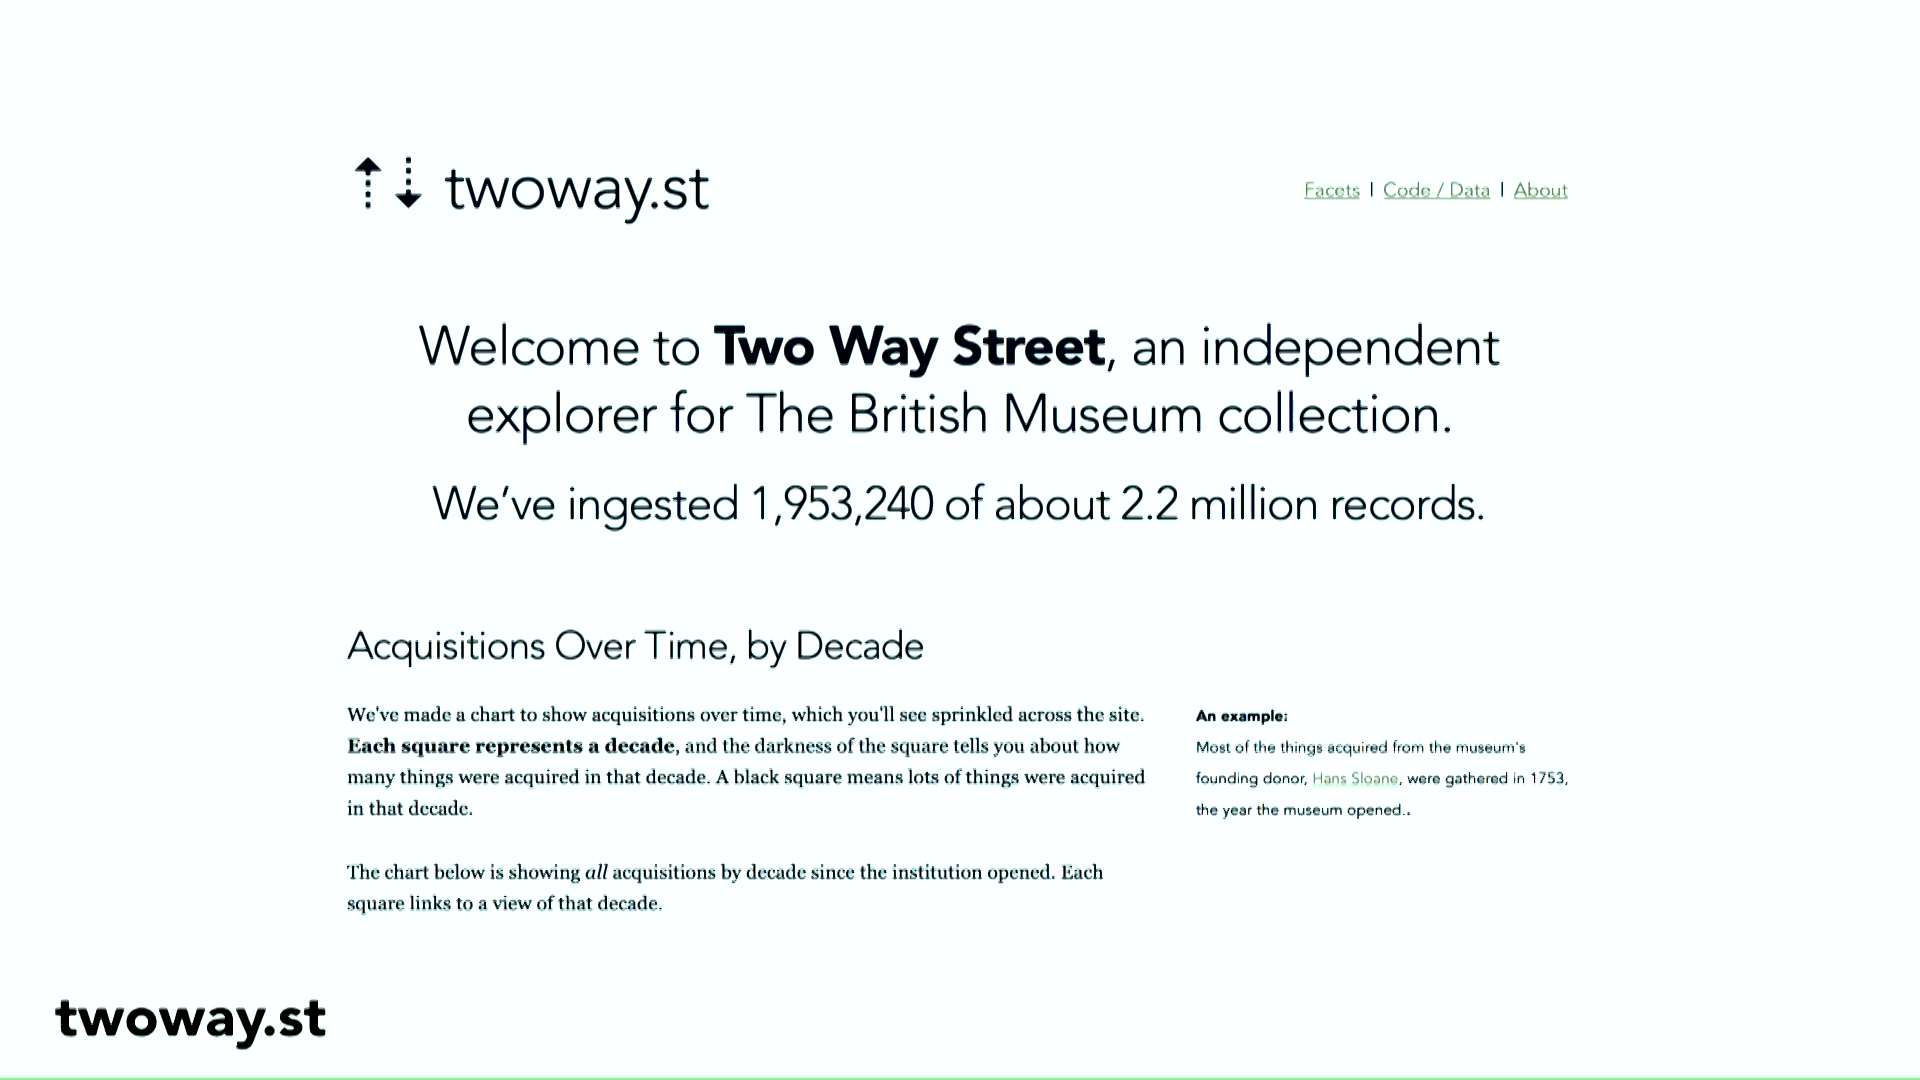 twoway.st
Facets | Code / Data | About
Welcome to Two Way Street, an independent
explorer for The British Museum collection.
We've ingested 1,953,240 of about 2.2 million records.
Acquisitions Over Time, by Decade
We've made a chart to show acquisitions over time, which you'll see sprinkled across the site.
Each square represents a decade, and the darkness of the square tells you about how
many things were acquired in that decade. A black square means lots of things were acquired
in that decade.
The chart below is showing all acquisitions by decade since the institution opened. Each
square links to a view of that decade.
An example:
Most of the things acquired from the museum's
founding donor, Hans Sloane, were gathered in 1753,
the year the museum opened..
twoway.st